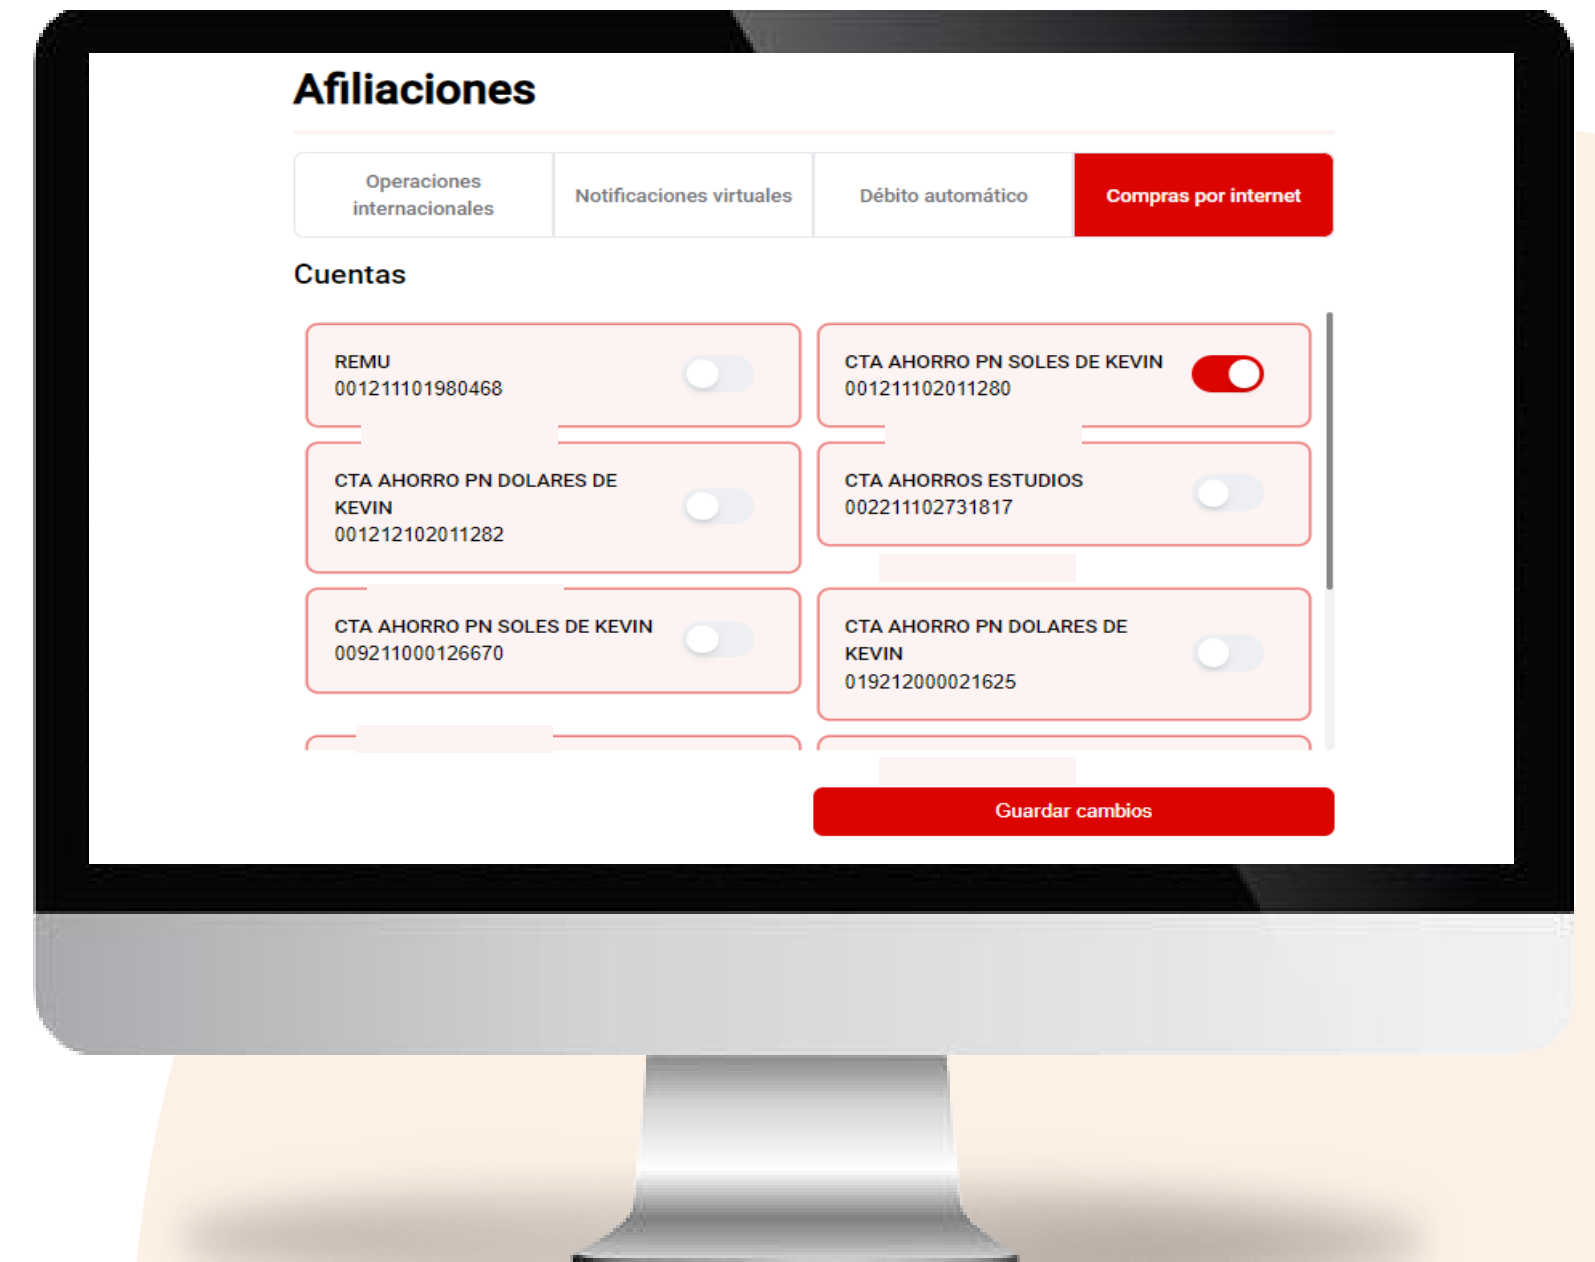 Afiliaciones
Operaciones
internacionales
Notificaciones virtuales
Débito automático
Compras por internet
Cuentas
REMU
001211101980468
CTA AHORRO PN SOLES DE KEVIN
001211102011280
CTA AHORRO PN DOLARES DE
KEVIN
001212102011282
CTA AHORROS ESTUDIOS
002211102731817
CTA AHORRO PN SOLES DE KEVIN
009211000126670
CTA AHORRO PN DOLARES DE
KEVIN
019212000021625
Guardar cambios